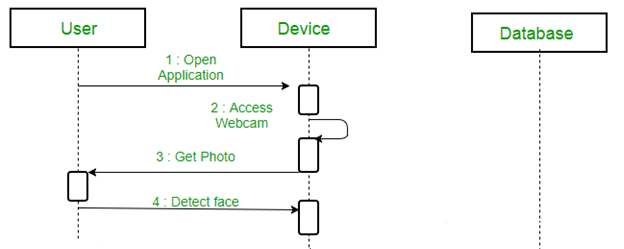 User
Device
Database
1 : Open
Application
2 : Access
Webcam
3 : Get Photo
4 : Detect face